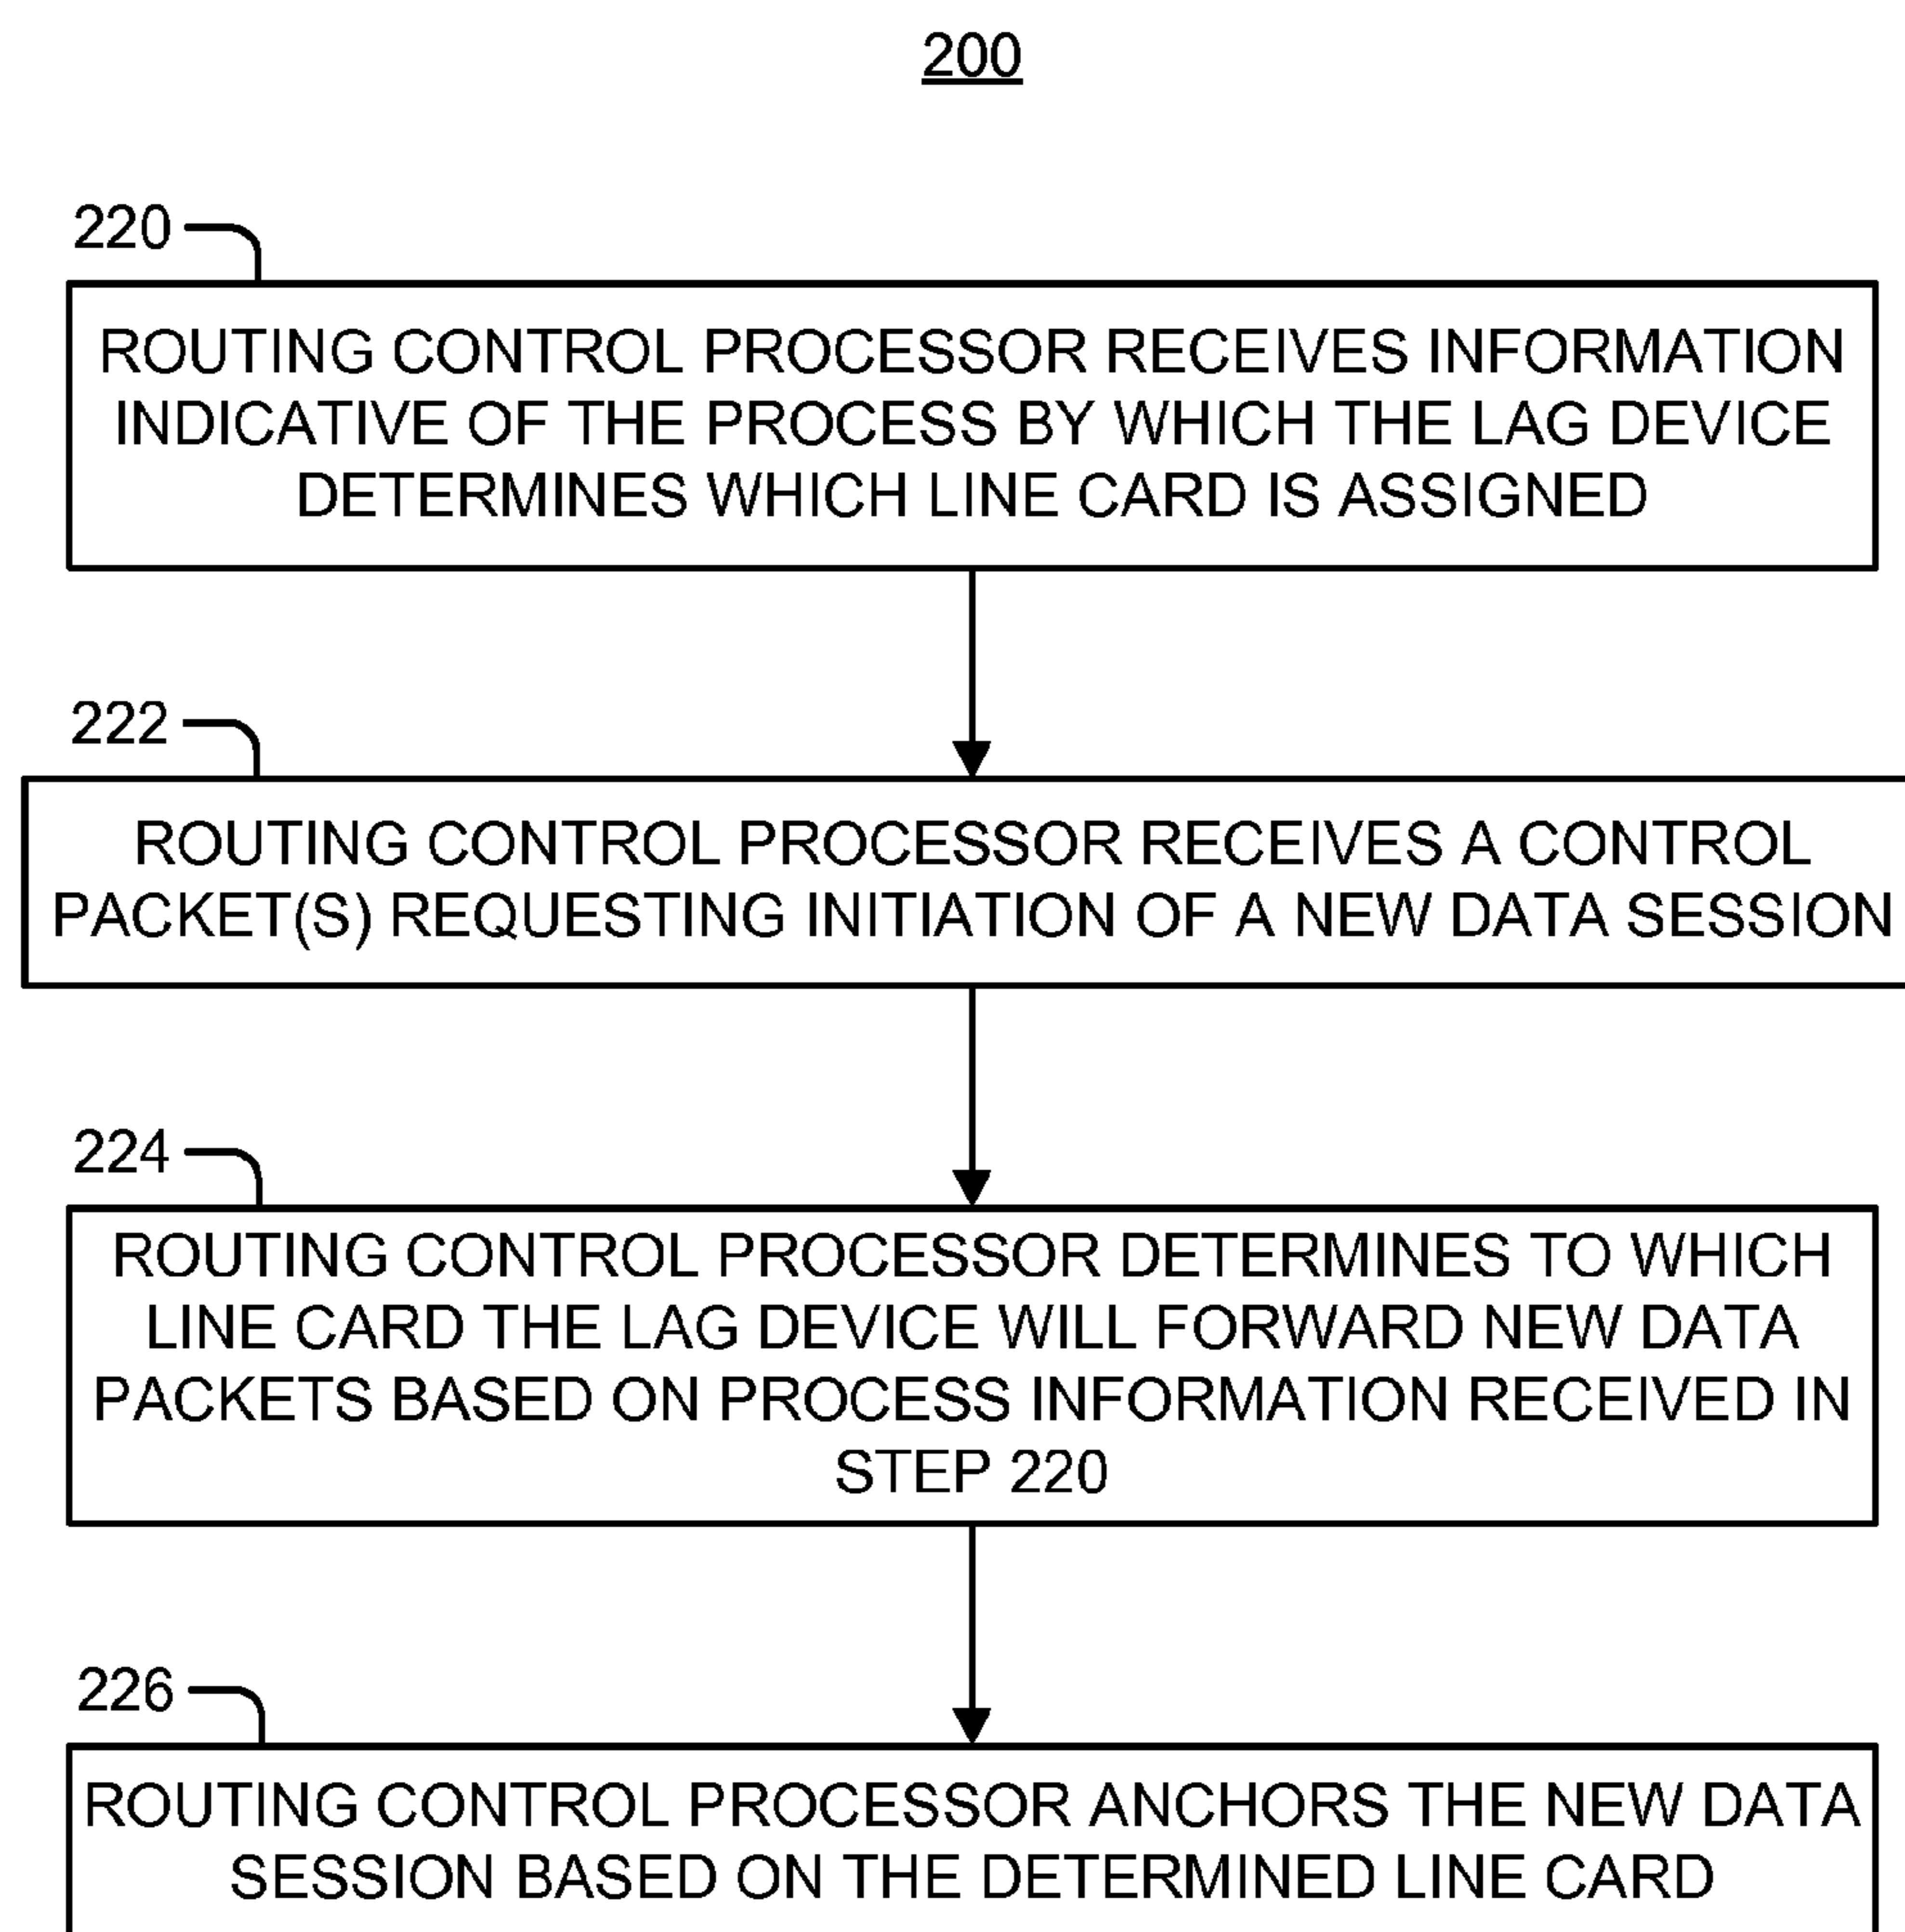 200
220
ROUTING CONTROL PROCESSOR RECEIVES INFORMATION
INDICATIVE OF THE PROCESS BY WHICH THE LAG DEVICE
DETERMINES WHICH LINE CARD IS ASSIGNED
222
ROUTING CONTROL PROCESSOR RECEIVES A CONTROL
PACKET(S) REQUESTING INITIATION OF A NEW DATA SESSION
224
ROUTING CONTROL PROCESSOR DETERMINES TO WHICH
LINE CARD THE LAG DEVICE WILL FORWARD NEW DATA
PACKETS BASED ON PROCESS INFORMATION RECEIVED IN
STEP 220
226
ROUTING CONTROL PROCESSOR ANCHORS THE NEW DATA
SESSION BASED ON THE DETERMINED LINE CARD